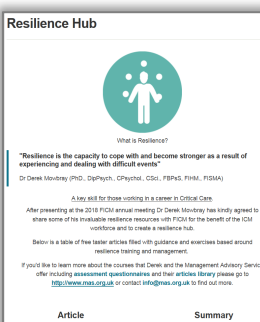 Resilience Hub
What is Resilience?
"Resilience is the capacity to cope with and become stronger as a result of
experiencing and dealing with difficult events"
Dr Derek Mowbray (PhD., DipPsych., CPsychol., CSci., FBPsS, FIHM., FISMA)
A key skill for those working in a career in Critical Care.
After presenting at the 2018 FICM annual meeting Dr Derek Mowbray has kindly agreed to
share some of his invaluable resilience resources with FICM for the benefit of the ICM
workforce and to create a resilience hub.
Below is a table of free taster articles filled with guidance and exercises based around
resilience training and management.
If you'd like to learn more about the courses that Derek and the Management Advisory Servic
offer including assessment questionnaires and their articles library please go to
http://www.mas.org.uk or contact info@mas.org.uk to find out more.
Article Summary